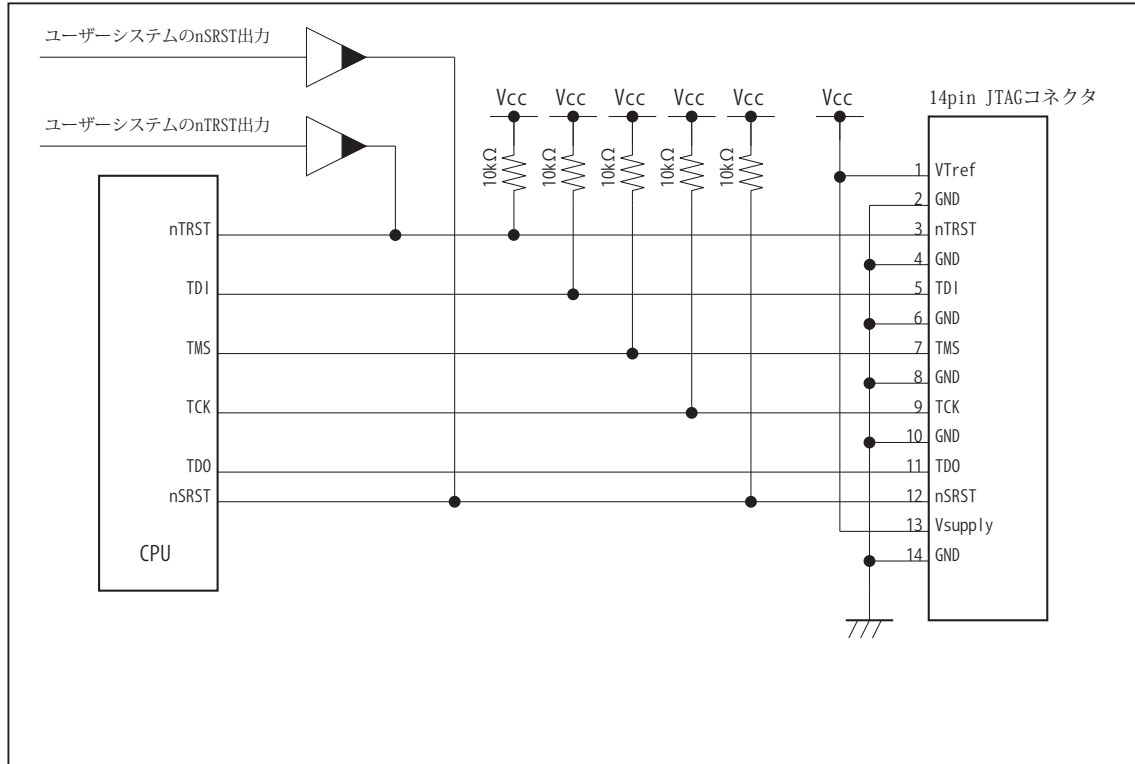 ユーザーシステムのnSRST出力
ユーザーシステムのnTRST出力
Vcc Vcc Vcc Vcc Vcc Vcc
10kΩ 10kΩ 10kΩ 10kΩ 10kΩ
14pin JTAGコネクタ
nTRST
TDI
TMS
TCK
TDO
nSRST
CPU
1 VTref
2 GND
3 nTRST
4 GND
5 TDI
6 GND
7 TMS
8 GND
9 TCK
10 GND
11 TDO
12 nSRST
13 Vsupply
14 GND